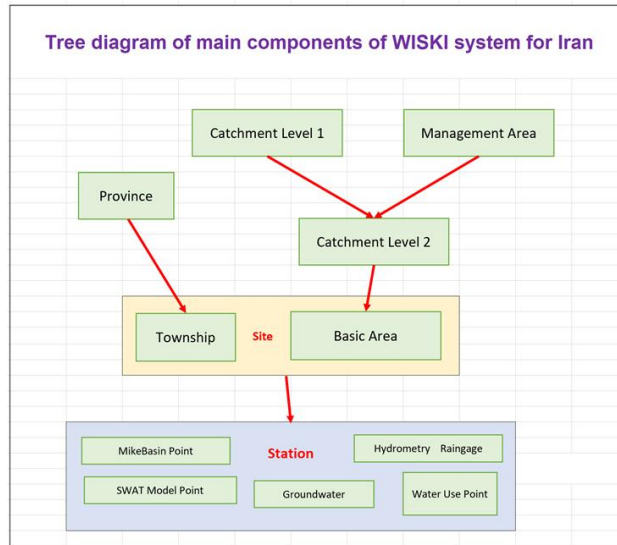 Tree diagram of main components of WISKI system for Iran
Catchment Level 1
Management Area
Province
Catchment Level 2
Township
Site
Basic Area
MikeBasin Point
Station
Hydrometry Raingage
SWAT Model Point
Groundwater
Water Use Point